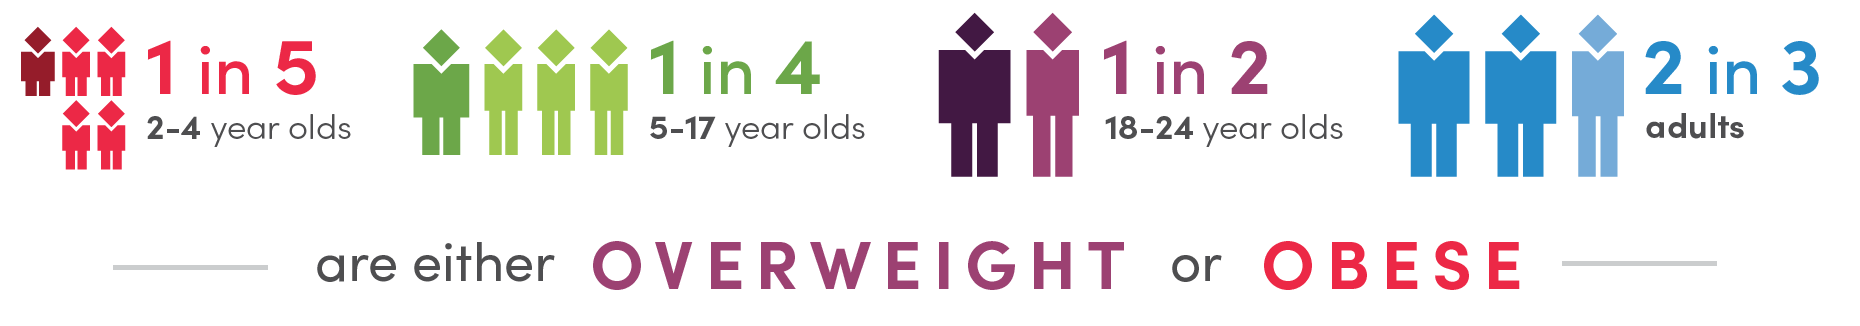 1 in 5
2-4 year olds
1 in 4
5-17 year olds
1 in 2
18-24 year olds
2 in 3
adults
are either OVERWEIGHT or OBESE